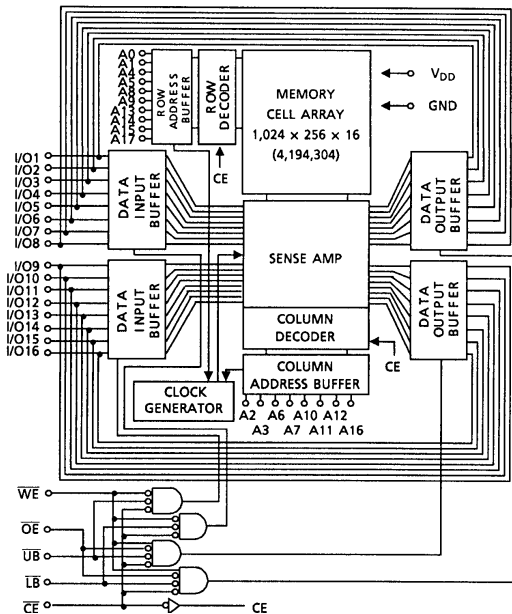 A0
A1
A4
A5
A8
A9
A13
A14
A15
A17
ROW
ADDRESS
BUFFER
ROW
DECODER
CE
MEMORY
CELL ARRAY
1,024 × 256 × 16
(4,194,304)
VDD
GND
I/O1
I/O2
I/O3
I/O4
I/O5
I/O6
I/O7
I/O8
DATA
INPUT
BUFFER
DATA
OUTPUT
BUFFER
SENSE AMP
I/O9
I/O10
I/O11
I/O12
I/O13
I/O14
I/O15
I/O16
DATA
INPUT
BUFFER
DATA
OUTPUT
BUFFER
COLUMN
DECODER
CE
CLOCK
GENERATOR
COLUMN
ADDRESS BUFFER
A2 A6 A10 A12
A3 A7 A11 A16
WE
OE
UB
LB
CE
CE